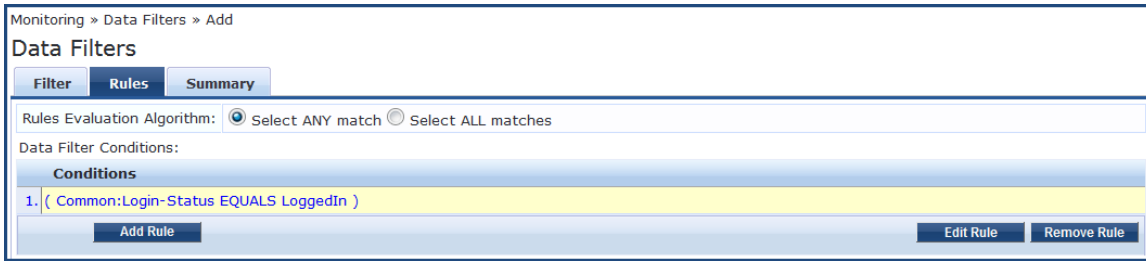 Monitoring » Data Filters » Add
Data Filters
Filter Rules Summary
Rules Evaluation Algorithm: Select ANY match Select ALL matches
Data Filter Conditions:
Conditions
1. ( Common:Login-Status EQUALS LoggedIn )
Add Rule Edit Rule Remove Rule